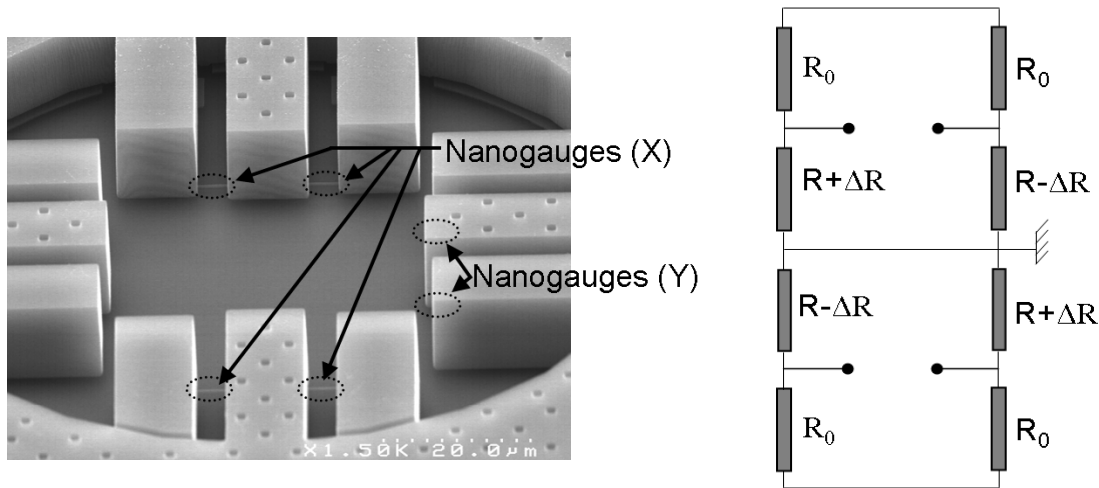 Nanogauges (X)
Nanogauges (Y)
X1.50K 20.0μm
R₀
R₀
R+ΔR
R-ΔR
R-ΔR
R+ΔR
R₀
R₀